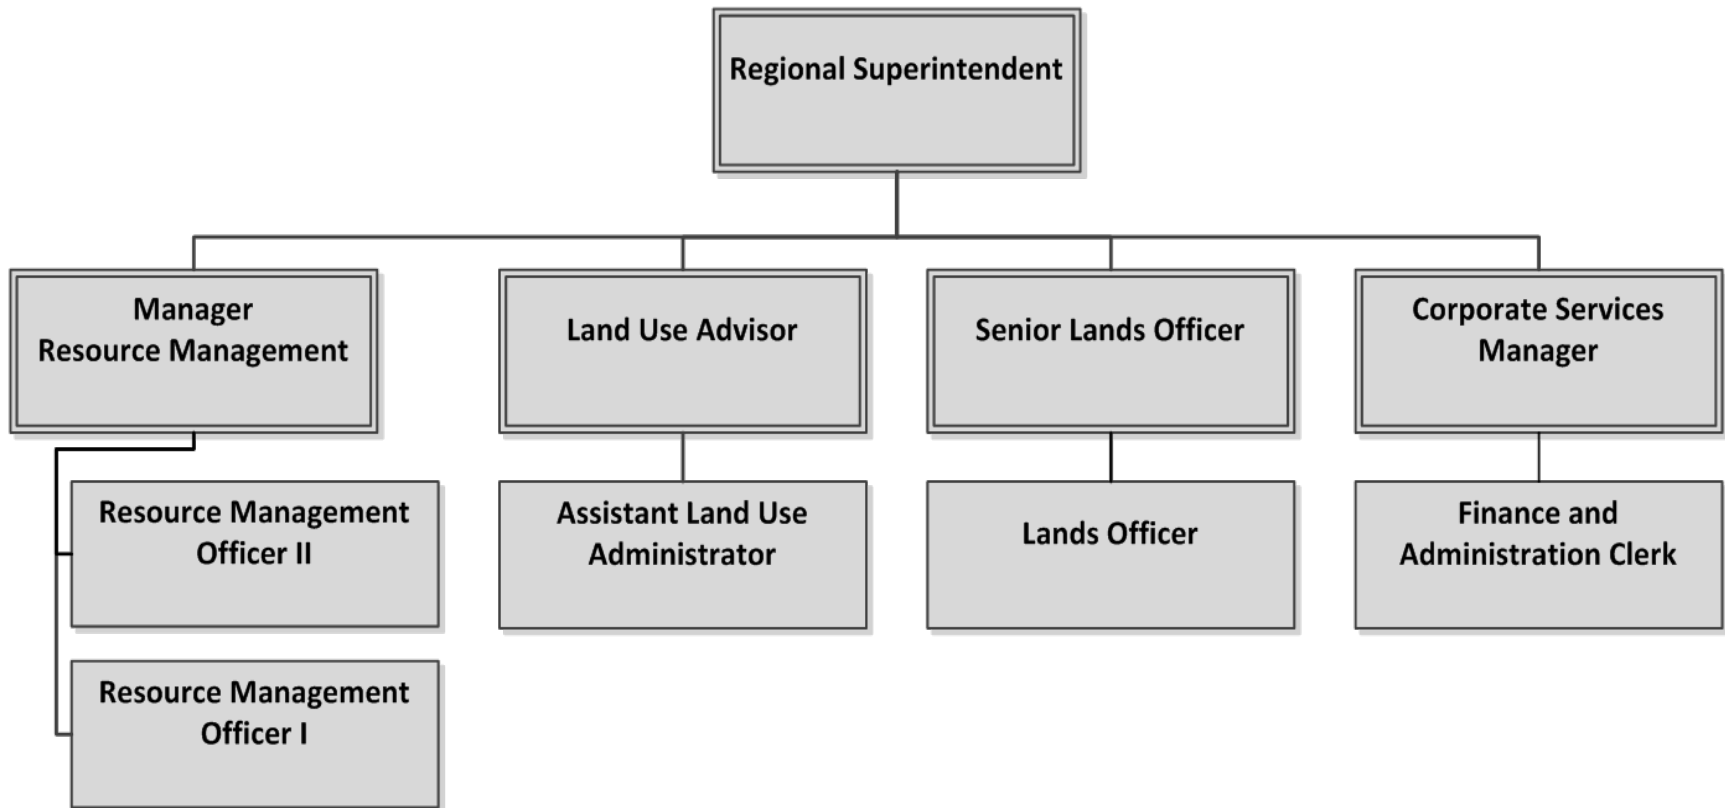 Regional Superintendent
Manager
Resource Management
Land Use Advisor
Senior Lands Officer
Corporate Services
Manager
Resource Management
Officer II
Assistant Land Use
Administrator
Lands Officer
Finance and
Administration Clerk
Resource Management
Officer I